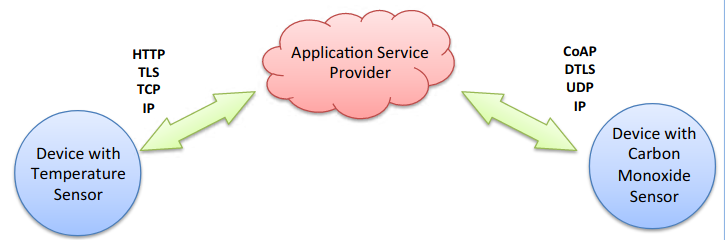 HTTP
TLS
TCP
IP
Application Service
Provider
CoAP
DTLS
UDP
IP
Device with
Temperature
Sensor
Device with
Carbon
Monoxide
Sensor